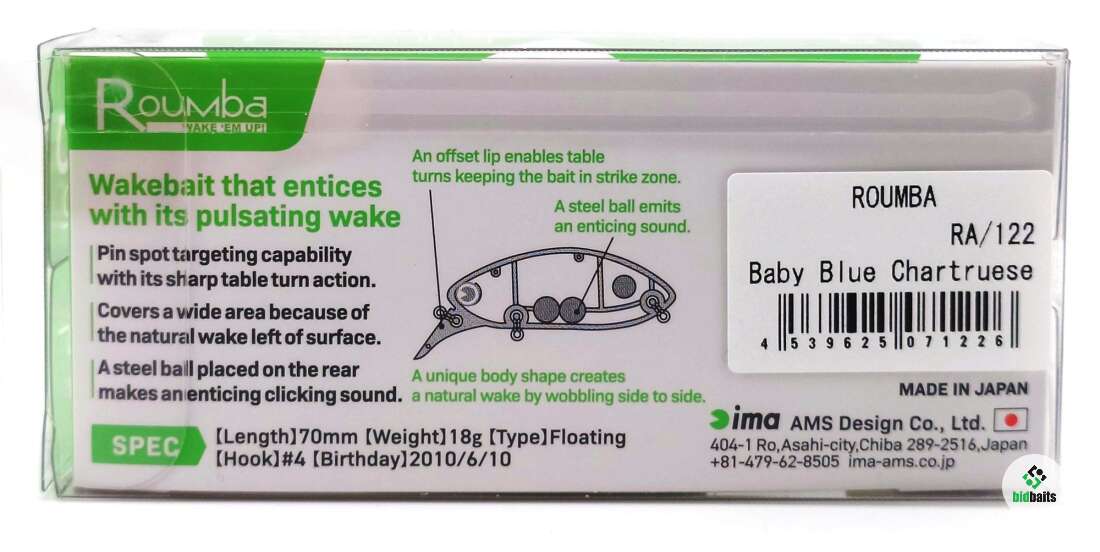 Roumba
WAKE 'EM UP!
Wakebait that entices
with its pulsating wake
Pin spot targeting capability
with its sharp table turn action.
Covers a wide area because of
the natural wake left of surface.
A steel ball placed on the rear
makes an enticing clicking sound.
An offset lip enables table
turns keeping the bait in strike zone.
A steel ball emits
an enticing sound.
A unique body shape creates
a natural wake by wobbling side to side.
ROUMBA
RA/122
Baby Blue Chartruese
4 539625 071226
MADE IN JAPAN
ima AMS Design Co., Ltd.
404-1 Ro,Asahi-city,Chiba 289-2516,Japan
+81-479-62-8505 ima-ams.co.jp
SPEC
【Length】70mm 【Weight】18g 【Type】Floating
【Hook】#4 【Birthday】2010/6/10
bidbaits